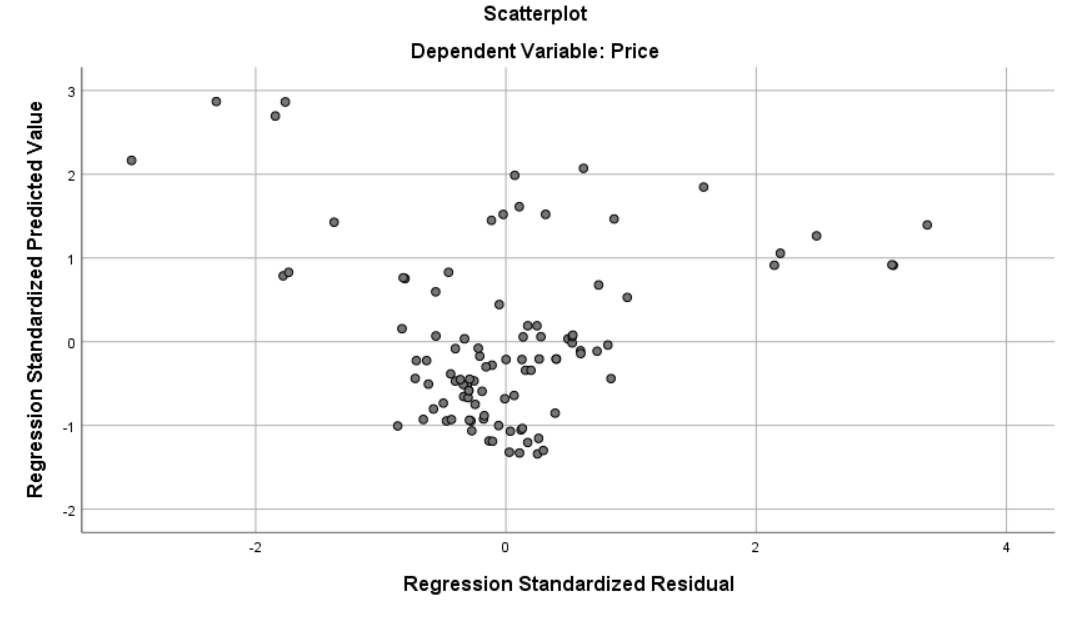 Scatterplot
Dependent Variable: Price
Regression Standardized Predicted Value
3
2
1
0
-1
-2
-2
0
2
4
Regression Standardized Residual